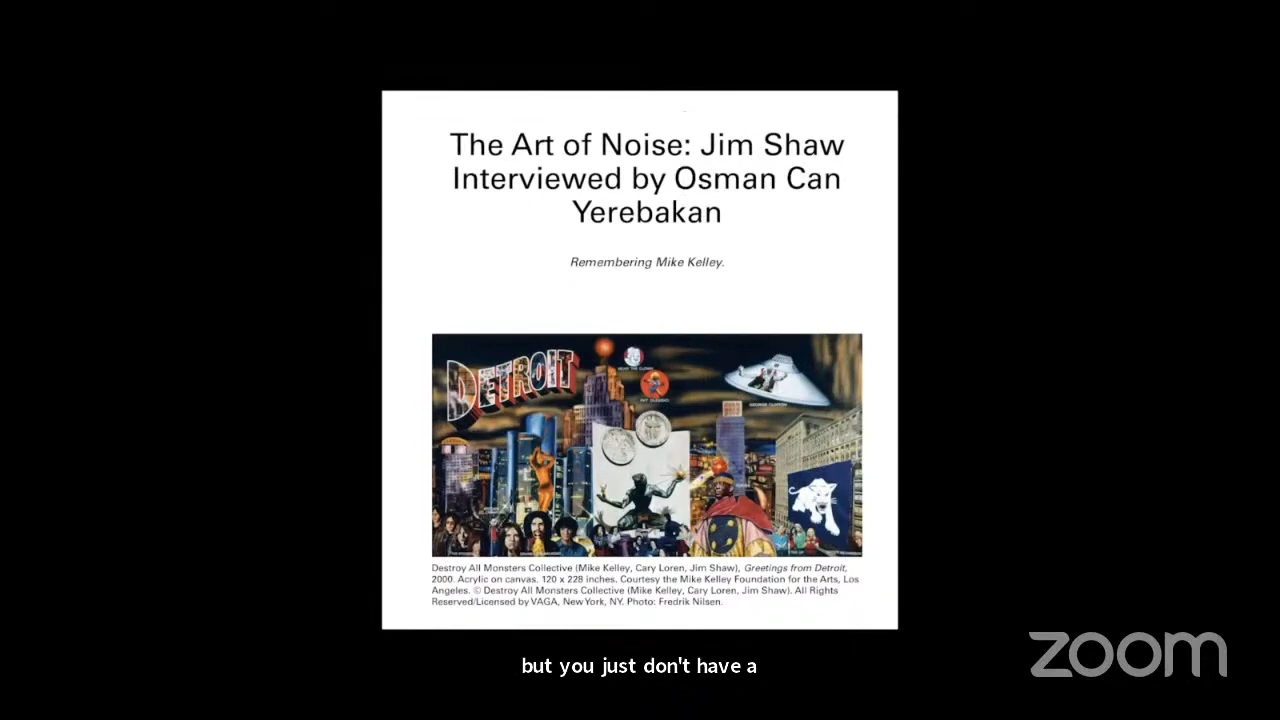 The Art of Noise: Jim Shaw
Interviewed by Osman Can
Yerebakan
Remembering Mike Kelley.
DETROIT
Destroy All Monsters Collective (Mike Kelley, Cary Loren, Jim Shaw), Greetings from Detroit,
2000. Acrylic on canvas. 120 x 228 inches. Courtesy the Mike Kelley Foundation for the Arts, Los
Angeles. © Destroy All Monsters Collective (Mike Kelley, Cary Loren, Jim Shaw). All Rights
Reserved/Licensed by VAGA, New York, NY. Photo: Fredrik Nilsen.
but you just don't have a
zoom